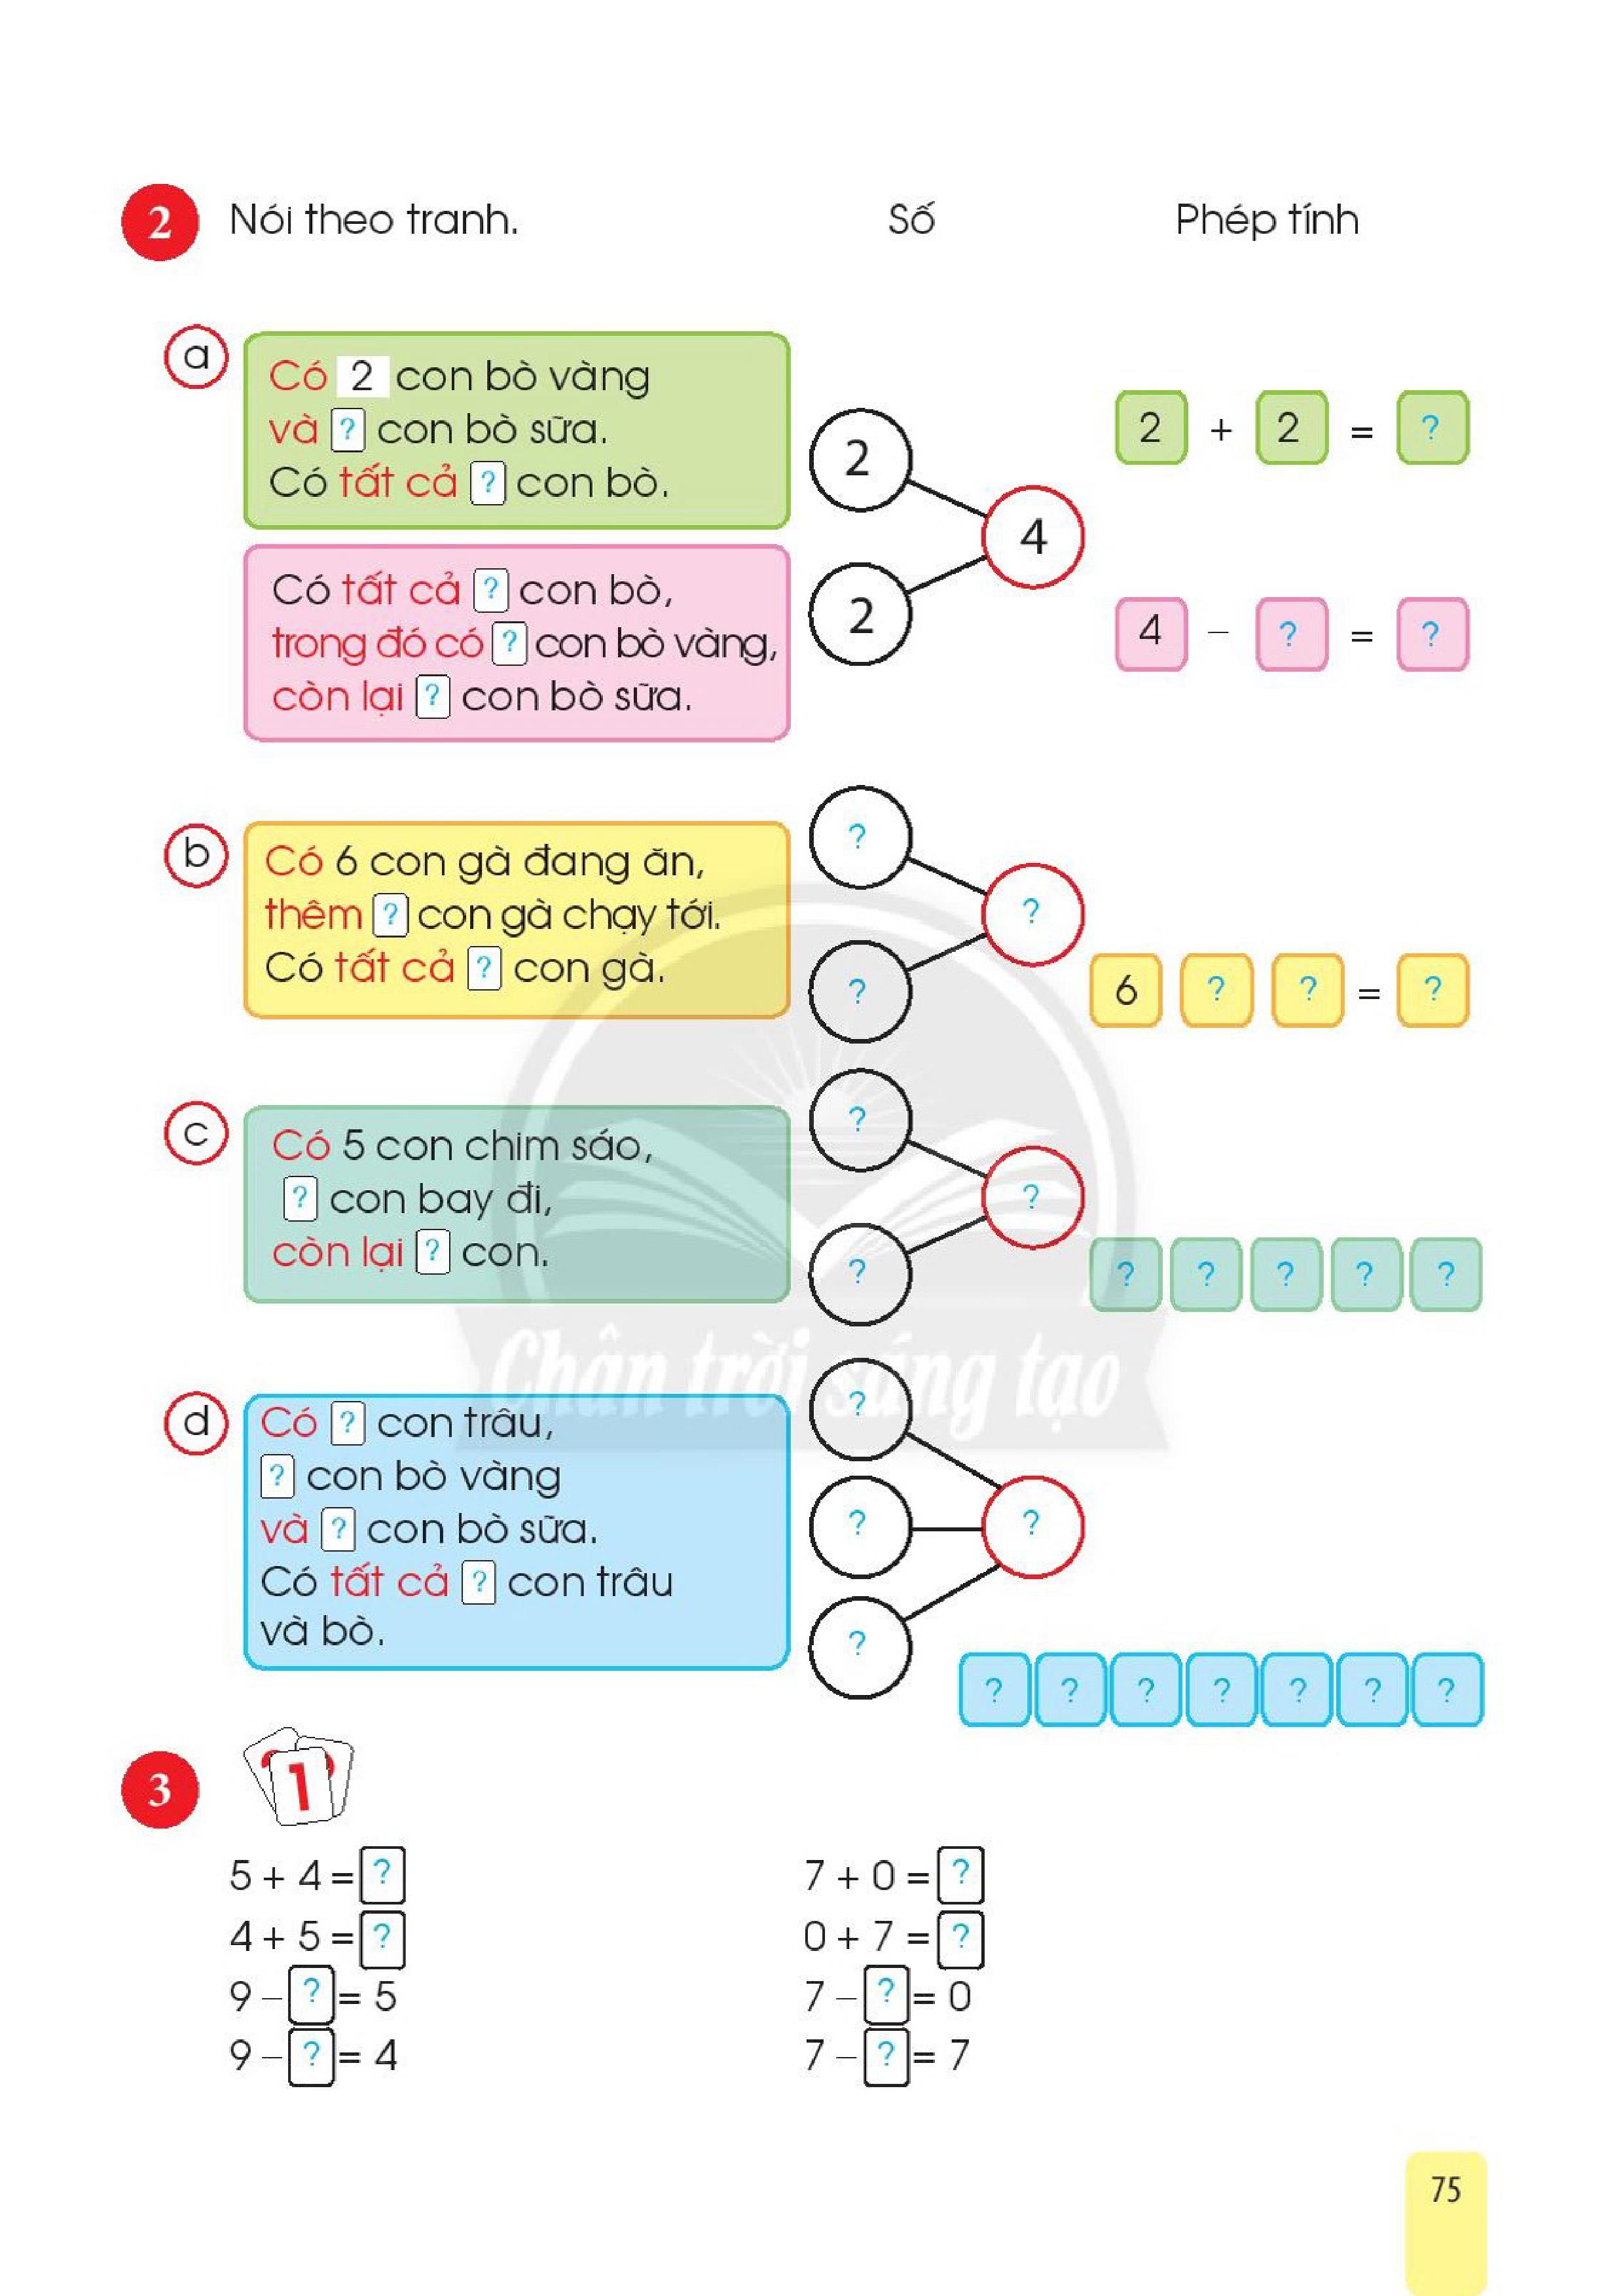 2 Nói theo tranh. Số Phép tính
a
Có 2 con bò vàng
và ? con bò sữa.
Có tất cả ? con bò.
2
4
2
2 + 2 = ?
Có tất cả ? con bò,
trong đó có ? con bò vàng,
còn lại ? con bò sữa.
4 – ? = ?
b
Có 6 con gà đang ăn,
thêm ? con gà chạy tới.
Có tất cả ? con gà.
?
?
?
6 ? ? = ?
c
Có 5 con chim sáo,
? con bay đi,
còn lại ? con.
?
?
?
? ? ? ? ?
Chân trời sáng tạo
d
Có ? con trâu,
? con bò vàng
và ? con bò sữa.
Có tất cả ? con trâu
và bò.
?
? ?
?
? ? ? ? ? ? ?
3 1
5 + 4 = ?
4 + 5 = ?
9 – ? = 5
9 – ? = 4
7 + 0 = ?
0 + 7 = ?
7 – ? = 0
7 – ? = 7
75